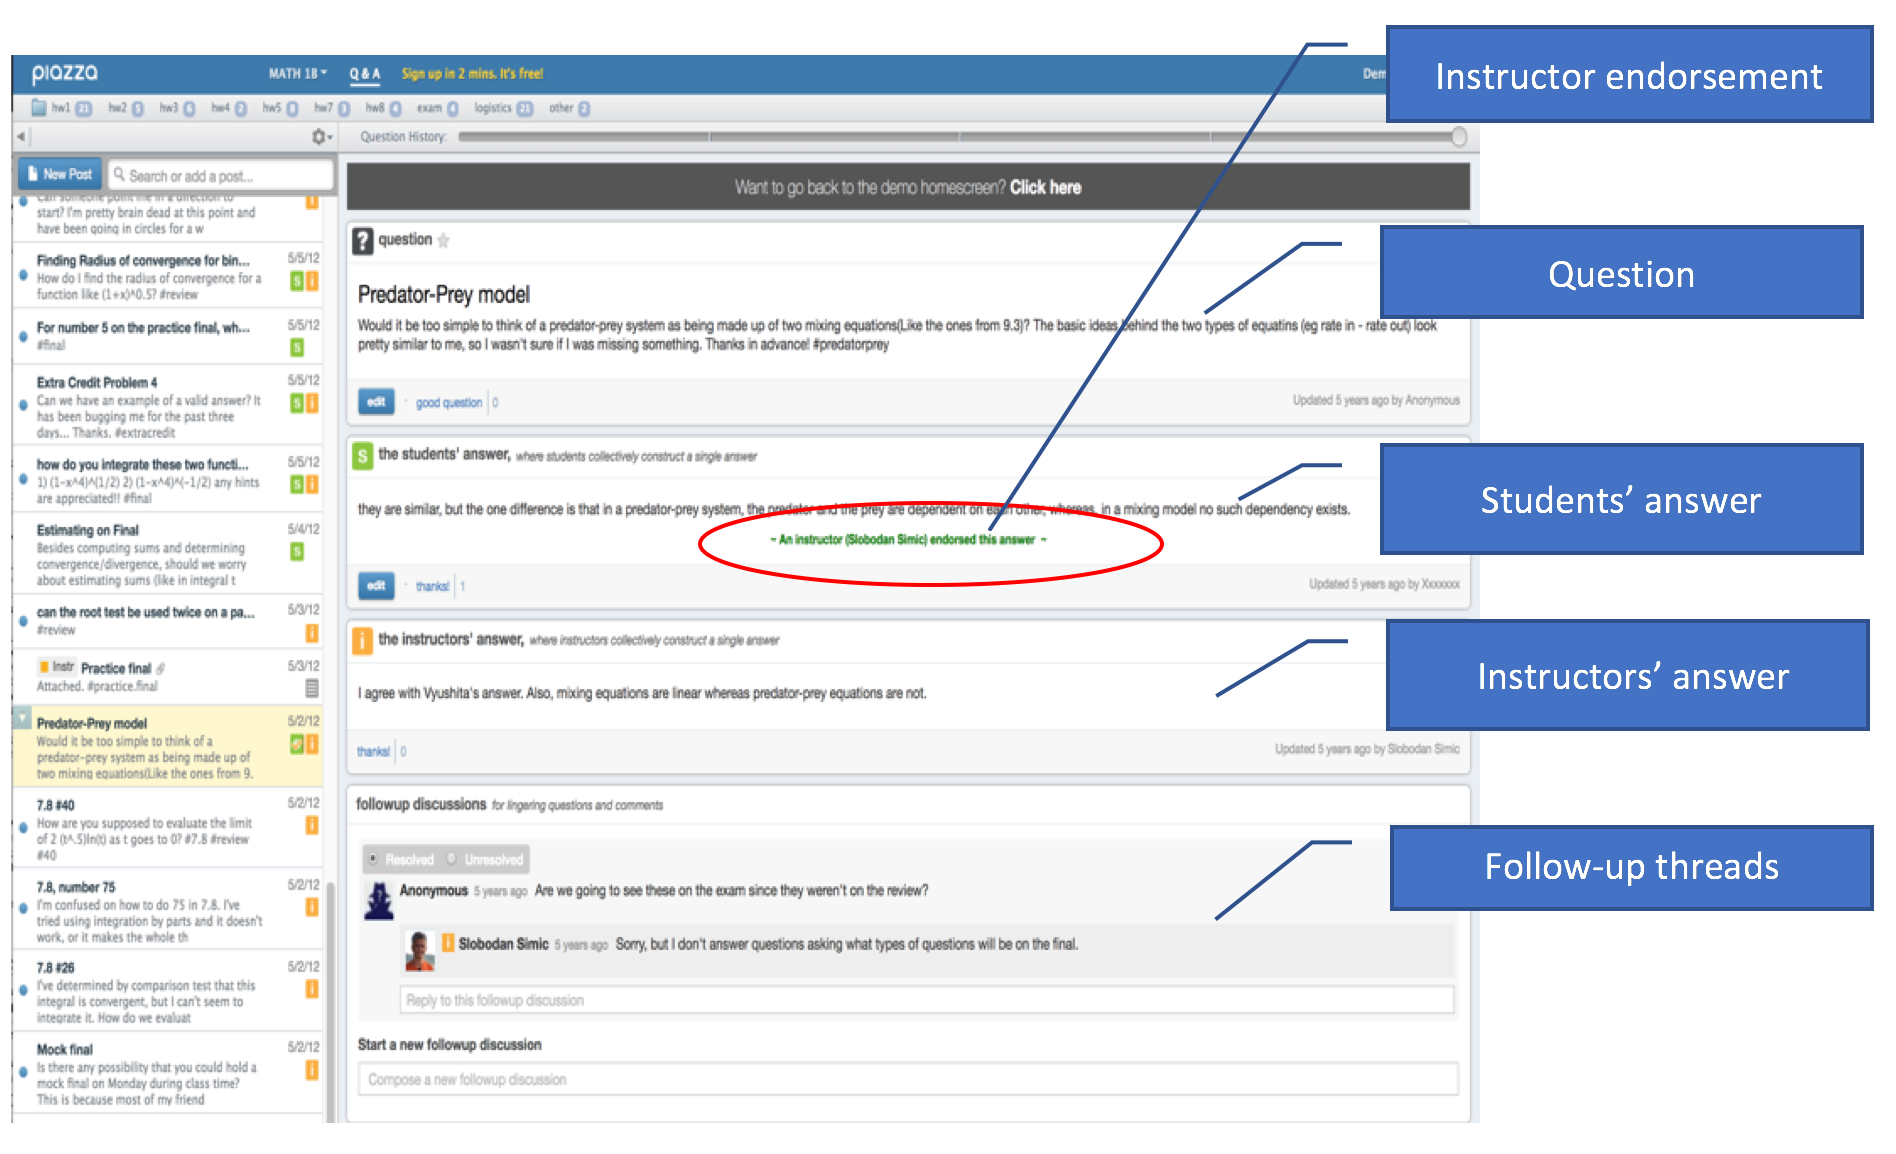 piazza MATH 1B Q & A Sign up in 2 mins. It's free! Dem
Instructor endorsement
hw1 21 hw2 hw3 hw4 2 hw5 hw7 hw8 exam logistics 21 other 2
Question History:
New Post Search or add a post...
start? I'm pretty brain dead at this point and
have been going in circles for a w
Finding Radius of convergence for bin... 5/5/12
How do I find the radius of convergence for a
function like (1+x)^0.5? #review
S i
For number 5 on the practice final, wh... 5/5/12
#final
S
Extra Credit Problem 4 5/5/12
Can we have an example of a valid answer? It
has been bugging me for the past three
days... Thanks. #extracredit
S i
how do you integrate these two functi... 5/5/12
1) (1-x^4)^(1/2) 2) (1-x^4)^(-1/2) any hints
are appreciated!! #final
S i
Estimating on Final 5/4/12
Besides computing sums and determining
convergence/divergence, should we worry
about estimating sums (like in integral t
S
can the root test be used twice on a pa... 5/3/12
#review
i
Instr Practice final 5/3/12
Attached. #practice.final
Predator-Prey model 5/2/12
Would it be too simple to think of a
predator-prey system as being made up of
two mixing equations(Like the ones from 9.
i
7.8 #40 5/2/12
How are you supposed to evaluate the limit
of 2 (t^.5)ln(t) as t goes to 0? #7.8 #review
#40
i
7.8, number 75 5/2/12
I'm confused on how to do 75 in 7.8. I've
tried using integration by parts and it doesn't
work, or it makes the whole th
i
7.8 #26 5/2/12
I've determined by comparison test that this
integral is convergent, but I can't seem to
integrate it. How do we evaluat
i
Mock final 5/2/12
Is there any possibility that you could hold a
mock final on Monday during class time?
This is because most of my friend
i
Want to go back to the demo homescreen? Click here
? question
Question
Predator-Prey model
Would it be too simple to think of a predator-prey system as being made up of two mixing equations(Like the ones from 9.3)? The basic ideas behind the two types of equatins (eg rate in - rate out) look
pretty similar to me, so I wasn't sure if I was missing something. Thanks in advance! #predatorprey
edit · good question 0 Updated 5 years ago by Anonymous
S the students' answer, where students collectively construct a single answer
Students' answer
they are similar, but the one difference is that in a predator-prey system, the predator and the prey are dependent on each other, whereas, in a mixing model no such dependency exists.
~ An instructor (Slobodan Simic) endorsed this answer ~
edit · thanks! 1 Updated 5 years ago by Xxxxxxx
i the instructors' answer, where instructors collectively construct a single answer
Instructors' answer
I agree with Vyushita's answer. Also, mixing equations are linear whereas predator-prey equations are not.
thanks! 0 Updated 5 years ago by Slobodan Simic
followup discussions for lingering questions and comments
Resolved Unresolved
Follow-up threads
Anonymous 5 years ago Are we going to see these on the exam since they weren't on the review?
i Slobodan Simic 5 years ago Sorry, but I don't answer questions asking what types of questions will be on the final.
Reply to this followup discussion
Start a new followup discussion
Compose a new followup discussion